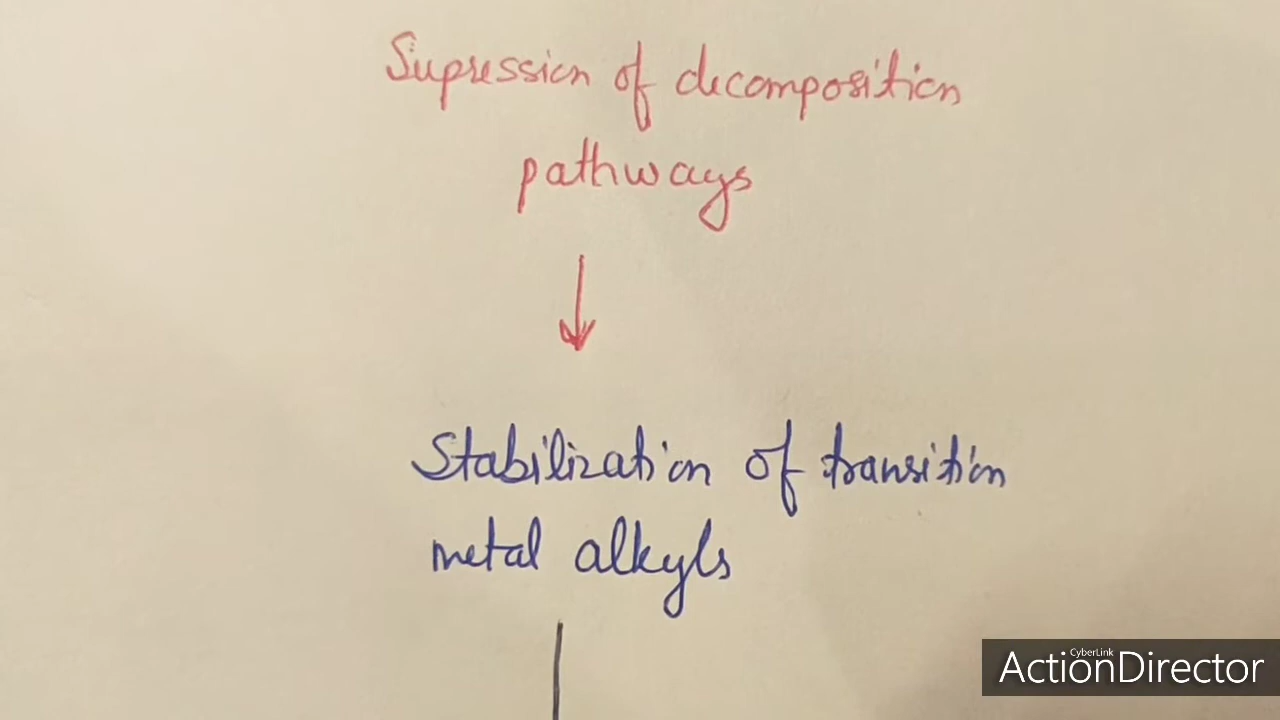 Supression of decomposition
pathways
Stabilization of transition
metal alkyls
CyberLink
ActionDirector